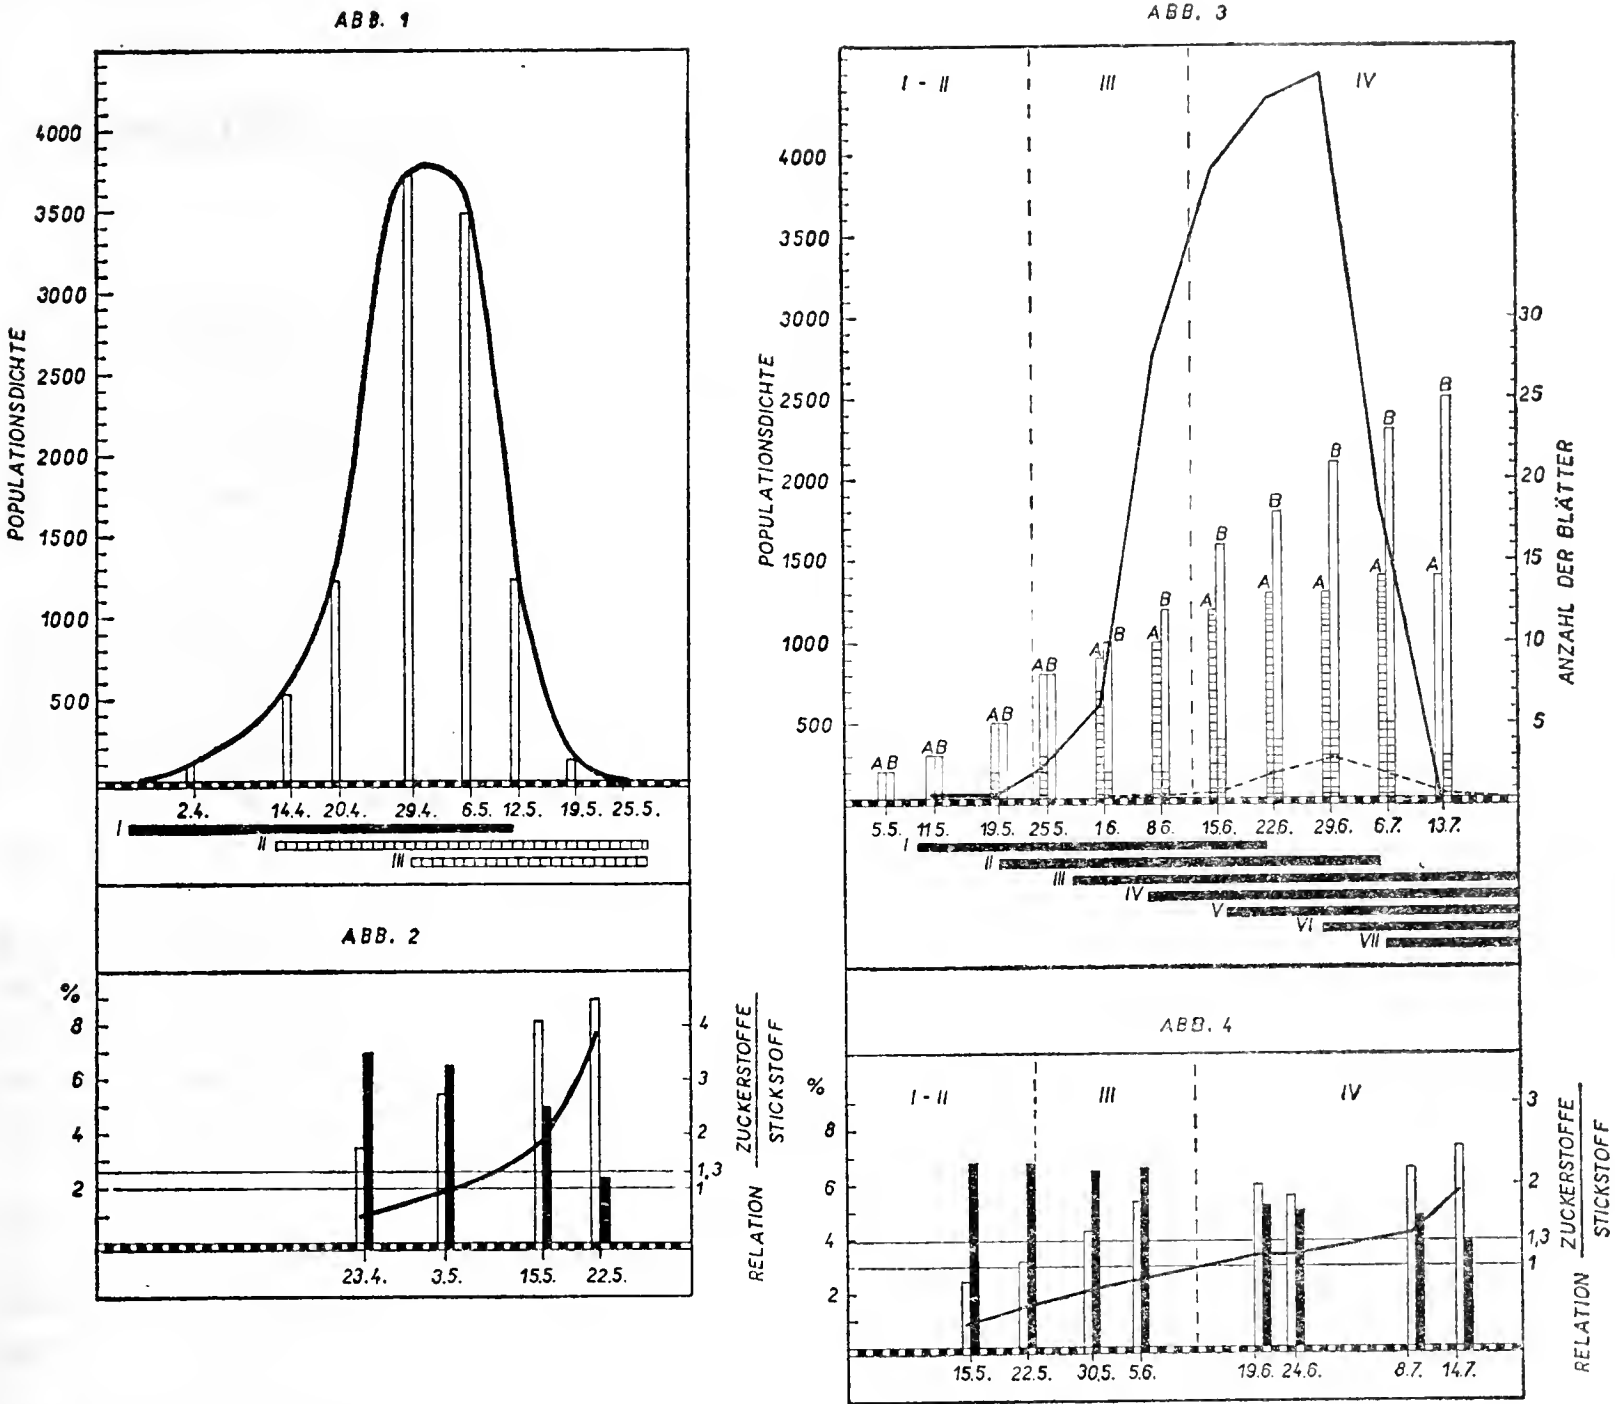 ABB. 1
POPULATIONSDICHTE
4000
3500
3000
2500
2000
1500
1000
500
2.4. 14.4. 20.4. 29.4. 6.5. 12.5. 19.5. 25.5.
I
II
III
ABB. 2
%
8
6
4
2
4
3
2
1,3
1
23.4. 3.5. 15.5. 22.5.
RELATION ZUCKERSTOFFE
STICKSTOFF
ABB. 3
I - II III IV
POPULATIONSDICHTE
4000
3500
3000
2500
2000
1500
1000
500
30
25
20
15
10
5
ANZAHL DER BLÄTTER
A B A B A B A B A B A B A B A B A B A B A B
5.5. 11.5. 19.5. 25.5. 1.6. 8.6. 15.6. 22.6. 29.6. 6.7. 13.7.
I
II
III
IV
V
VI
VII
ABB. 4
I - II III IV
%
8
6
4
2
3
2
1,3
1
15.5. 22.5. 30.5. 5.6. 19.6. 24.6. 8.7. 14.7.
RELATION ZUCKERSTOFFE
STICKSTOFF